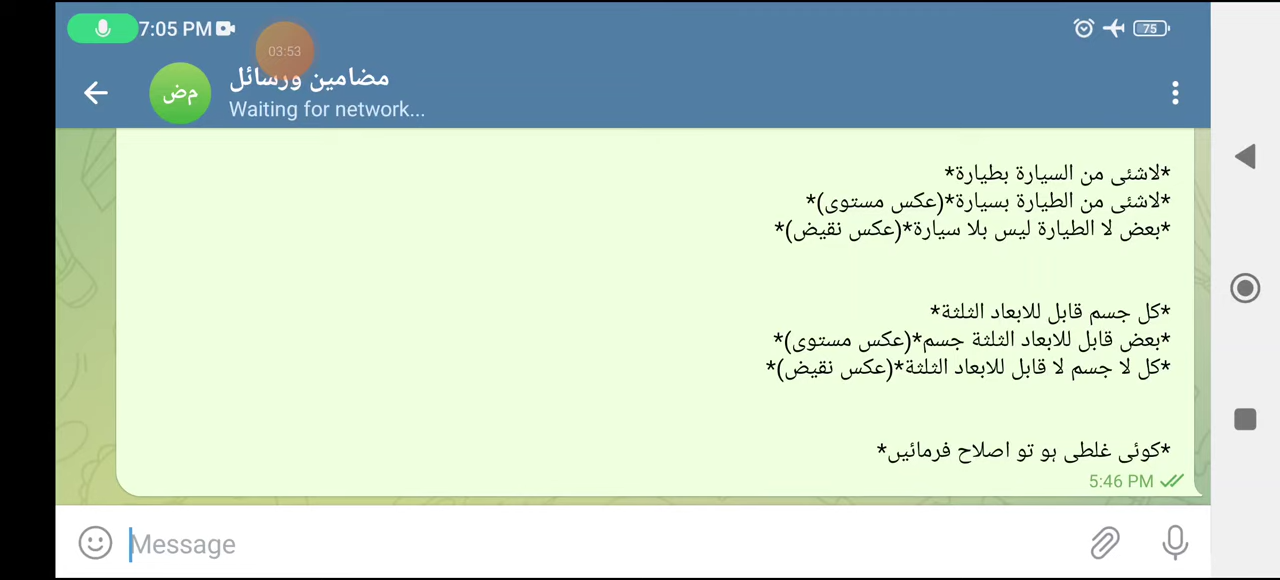 7:05 PM
75
03:53
مض
مضامین ورسائل
Waiting for network...
*لاشئی من السیارة بطیارة*
*لاشئی من الطیارة بسیارة*(عکس مستوی)*
*بعض لا الطیارة لیس بلا سیارة*(عکس نقیض)*
*کل جسم قابل للابعاد الثلثة*
*بعض قابل للابعاد الثلثة جسم*(عکس مستوی)*
*کل لا جسم لا قابل للابعاد الثلثة*(عکس نقیض)*
*کوئی غلطی ہو تو اصلاح فرمائیں*
5:46 PM
Message